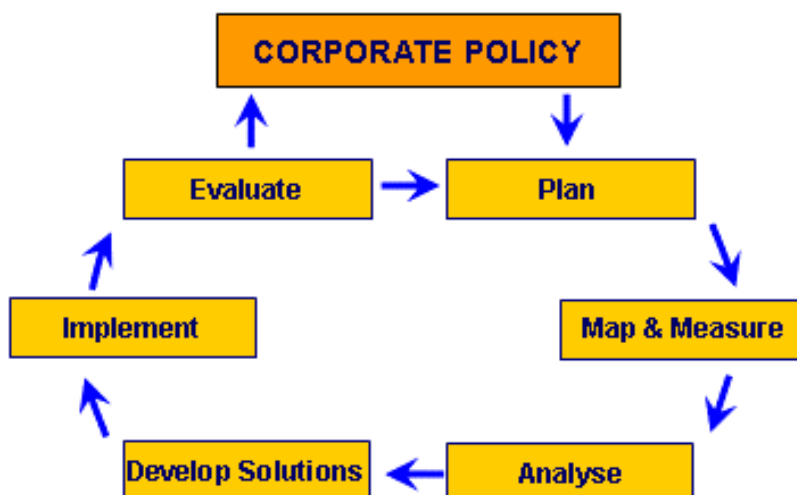 CORPORATE POLICY
Evaluate
Plan
Implement
Map & Measure
Develop Solutions
Analyse